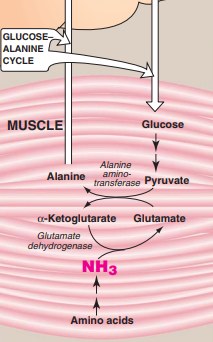 GLUCOSE–
ALANINE
CYCLE
MUSCLE
Glucose
Alanine
amino-
transferase
Alanine
Pyruvate
α-Ketoglutarate
Glutamate
Glutamate
dehydrogenase
NH3
Amino acids